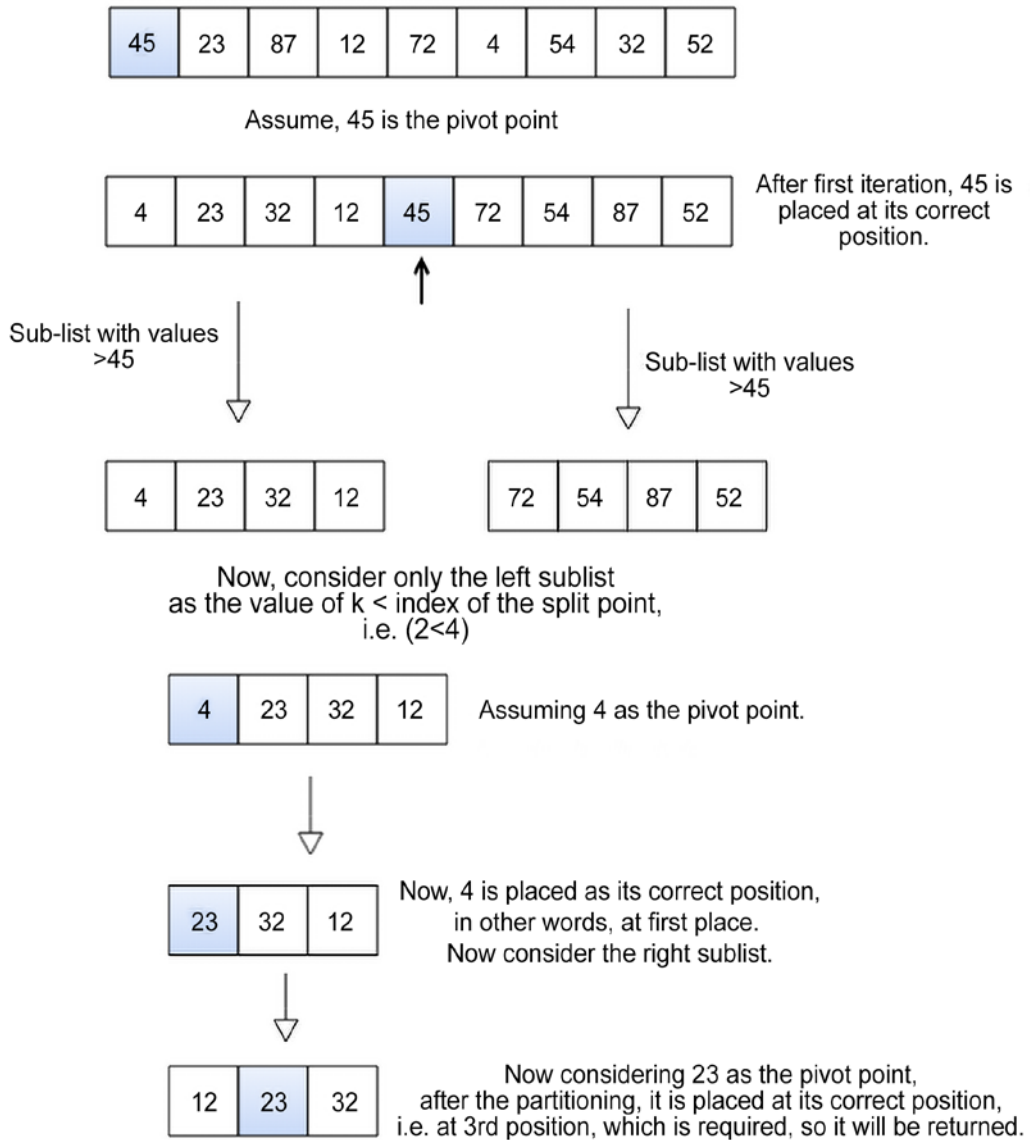 45 23 87 12 72 4 54 32 52
Assume, 45 is the pivot point
4 23 32 12 45 72 54 87 52
After first iteration, 45 is
placed at its correct
position.
Sub-list with values
>45
Sub-list with values
>45
4 23 32 12
72 54 87 52
Now, consider only the left sublist
as the value of k < index of the split point,
i.e. (2<4)
4 23 32 12
Assuming 4 as the pivot point.
23 32 12
Now, 4 is placed as its correct position,
in other words, at first place.
Now consider the right sublist.
12 23 32
Now considering 23 as the pivot point,
after the partitioning, it is placed at its correct position,
i.e. at 3rd position, which is required, so it will be returned.